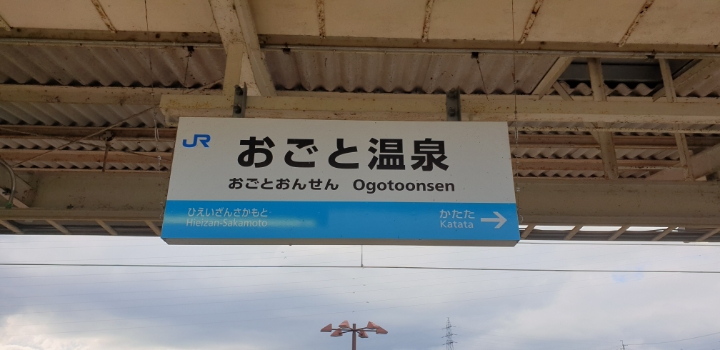 JR
おごと温泉
おごとおんせん Ogotoonsen
ひえいざんさかもと かたた
Hieizan-Sakamoto Katata